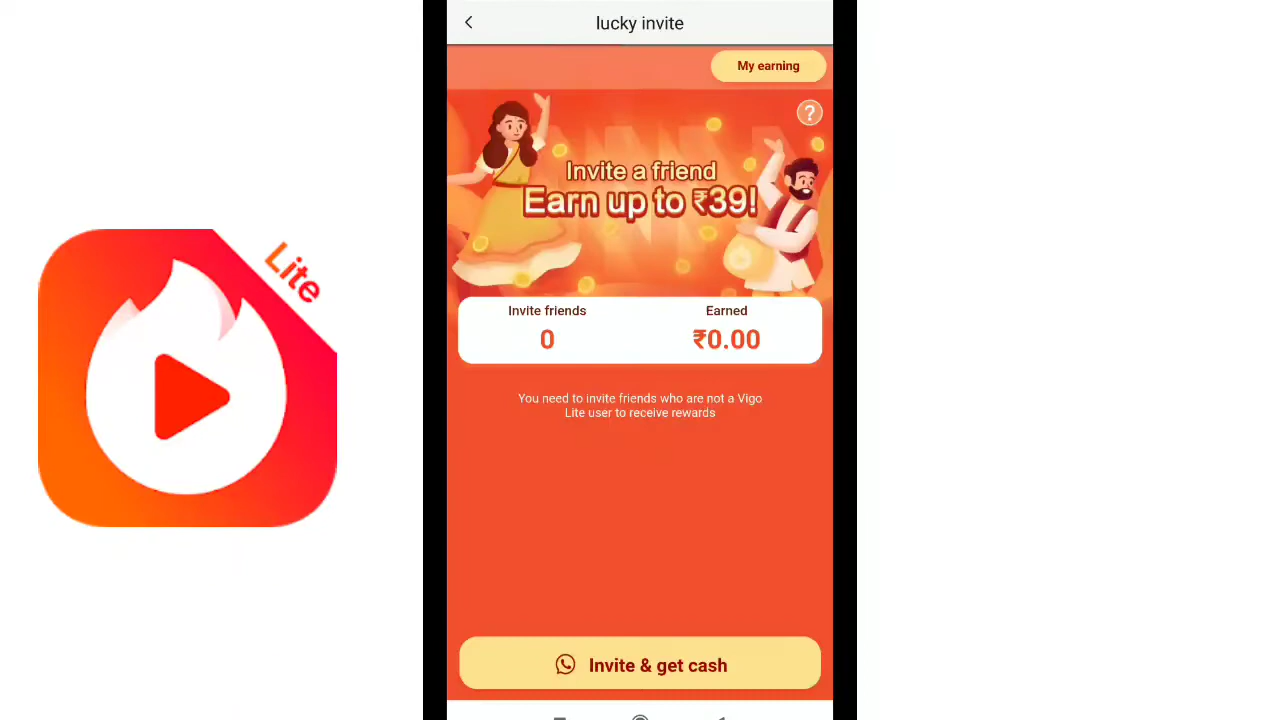 lucky invite
My earning
?
Invite a friend
Earn up to ₹39!
Invite friends
Earned
0
₹0.00
You need to invite friends who are not a Vigo
Lite user to receive rewards
Invite & get cash
Lite